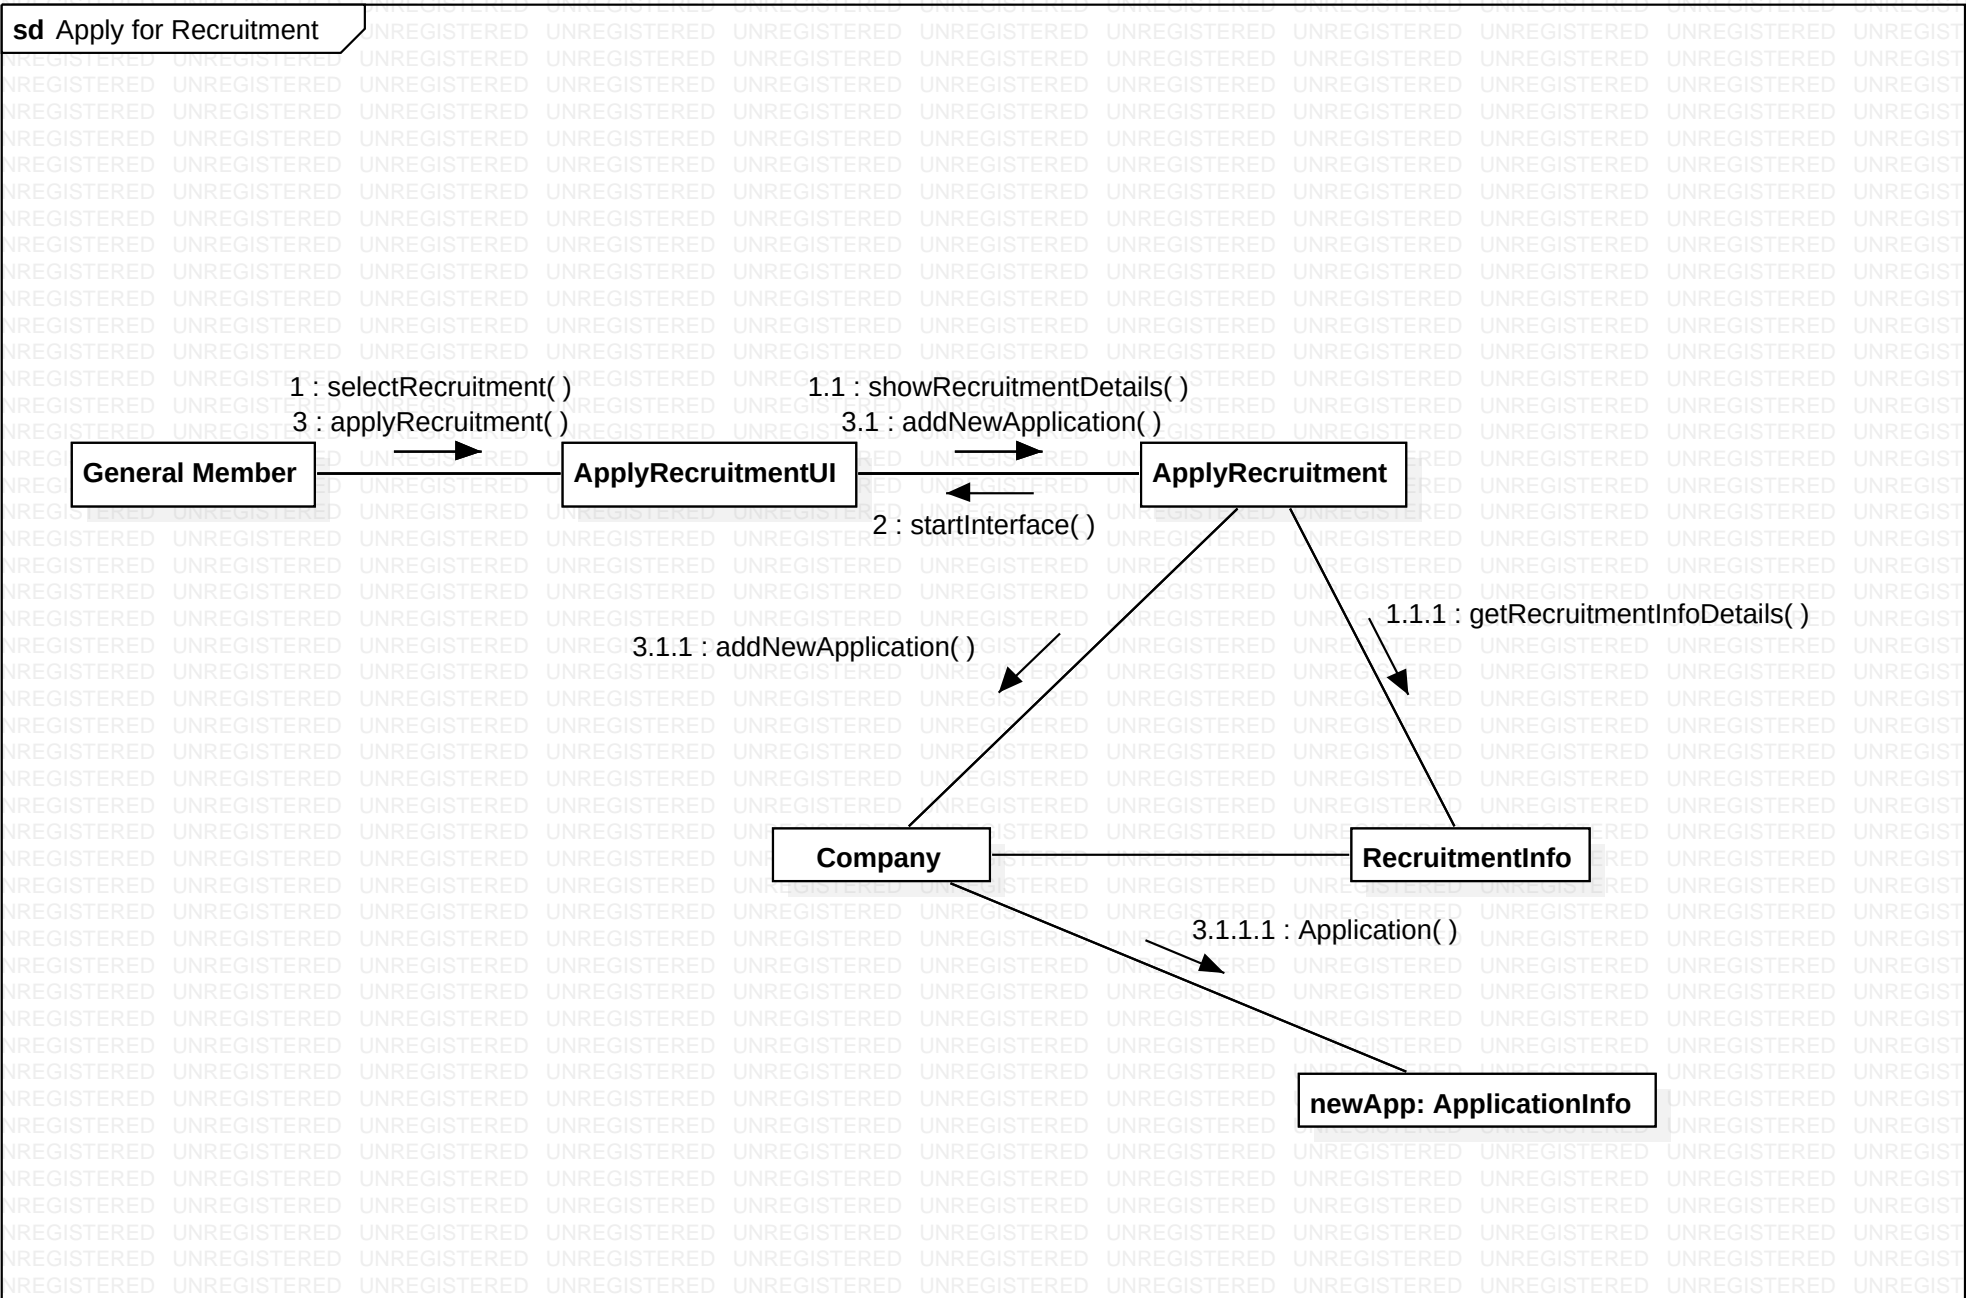 sd Apply for Recruitment
1 : selectRecruitment( )
3 : applyRecruitment( )
1.1 : showRecruitmentDetails( )
3.1 : addNewApplication( )
General Member
ApplyRecruitmentUI
ApplyRecruitment
2 : startInterface( )
1.1.1 : getRecruitmentInfoDetails( )
3.1.1 : addNewApplication( )
Company
RecruitmentInfo
3.1.1.1 : Application( )
newApp: ApplicationInfo
UNREGISTERED